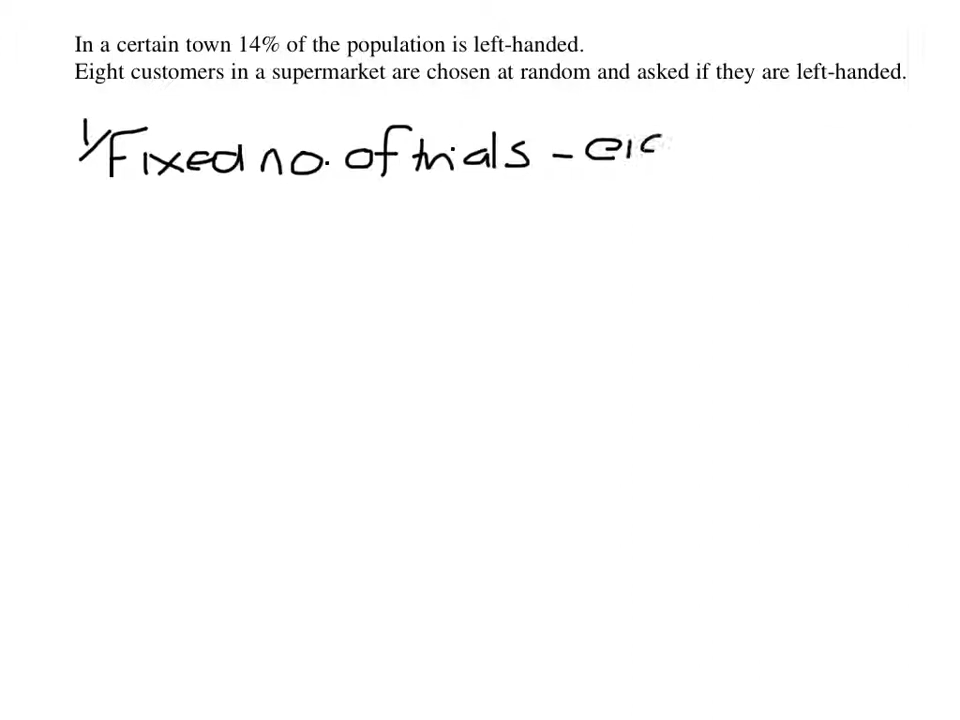 In a certain town 14% of the population is left-handed.
Eight customers in a supermarket are chosen at random and asked if they are left-handed.
1/ Fixed no. of trials - eic